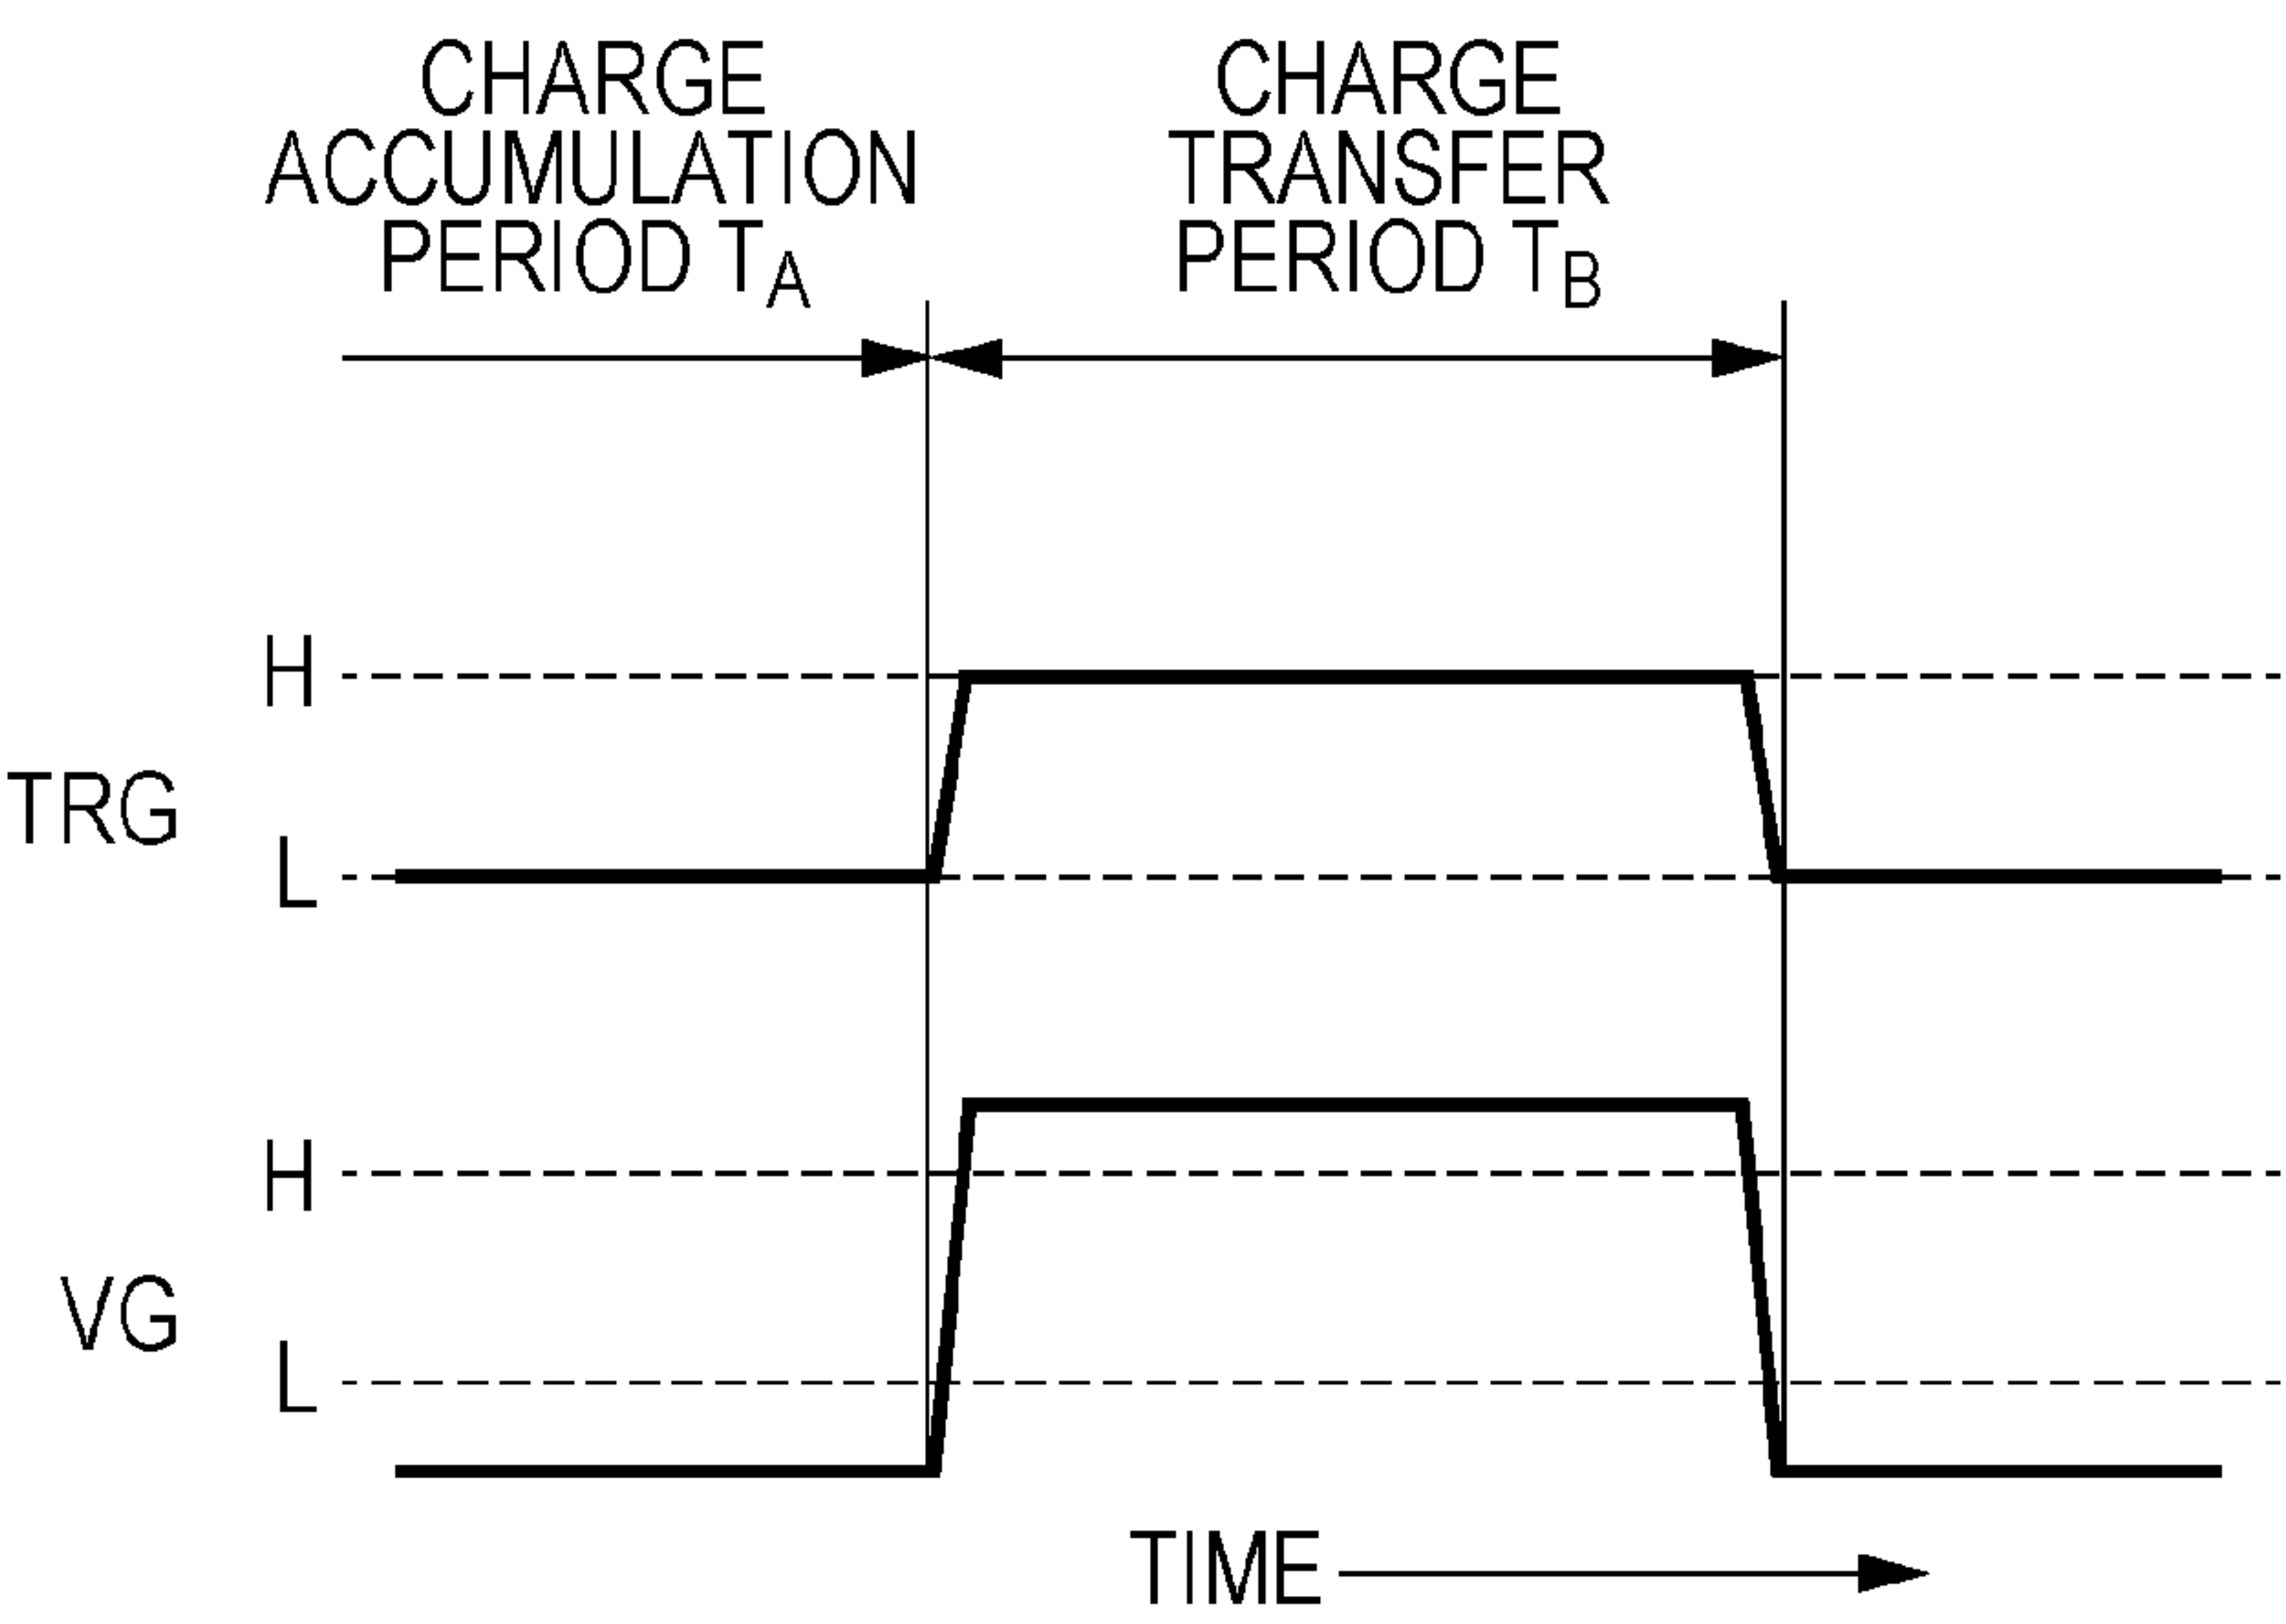 CHARGE
ACCUMULATION
PERIOD TA
CHARGE
TRANSFER
PERIOD TB
H
TRG
L
H
VG
L
TIME